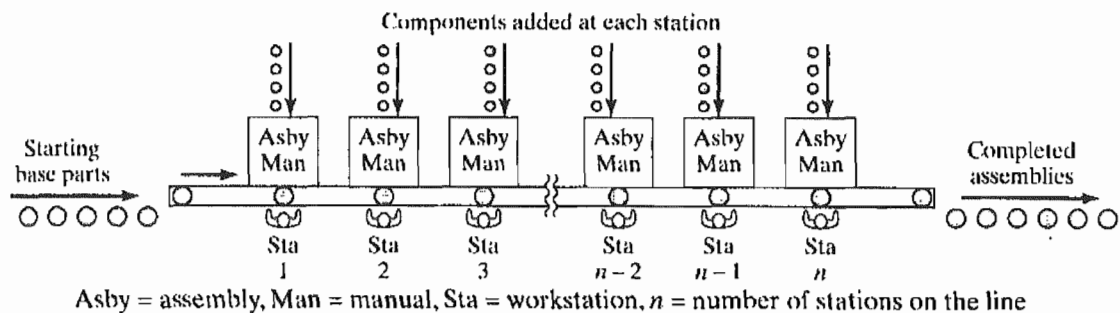 Components added at each station
Asby Asby Asby Asby Asby Asby
Man Man Man Man Man Man
Starting
base parts
Completed
assemblies
Sta Sta Sta Sta Sta Sta
1 2 3 n – 2 n – 1 n
Asby = assembly, Man = manual, Sta = workstation, n = number of stations on the line